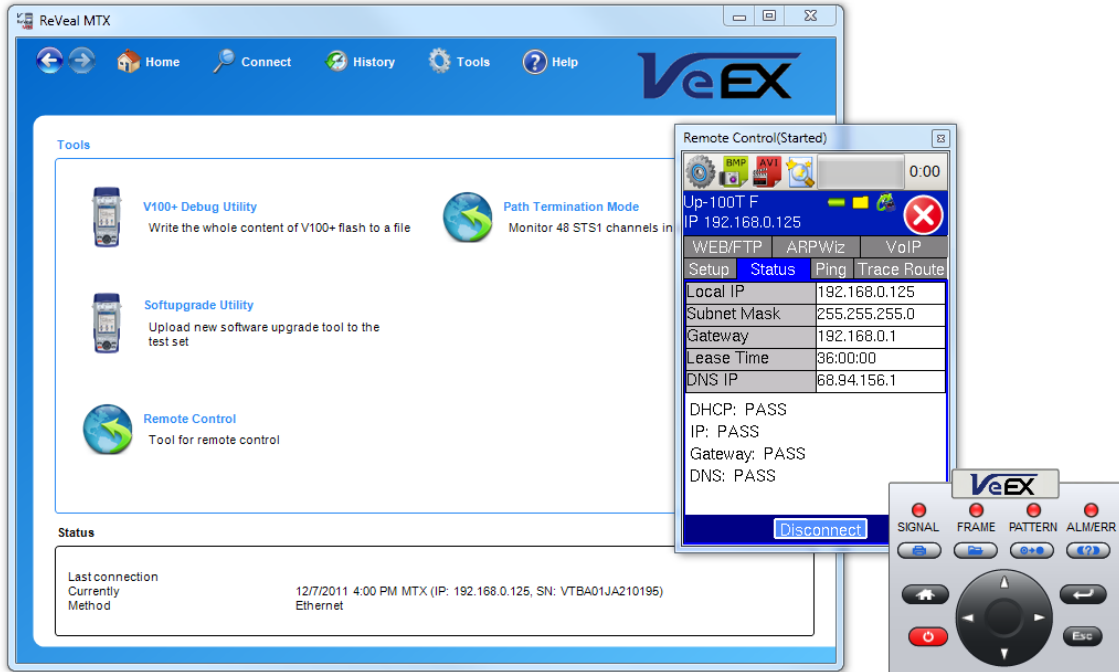 ReVeal MTX
Home
Connect
History
Tools
Help
VeEX
Tools
V100+ Debug Utility
Write the whole content of V100+ flash to a file
Path Termination Mode
Monitor 48 STS1 channels in
Softupgrade Utility
Upload new software upgrade tool to the
test set
Remote Control
Tool for remote control
Status
Last connection
Currently 12/7/2011 4:00 PM MTX (IP: 192.168.0.125, SN: VTBA01JA210195)
Method Ethernet
Remote Control(Started)
BMP
AVI
0:00
Up-100T F
IP 192.168.0.125
WEB/FTP ARPWiz VoIP
Setup Status Ping Trace Route
Local IP 192.168.0.125
Subnet Mask 255.255.255.0
Gateway 192.168.0.1
Lease Time 36:00:00
DNS IP 68.94.156.1
DHCP: PASS
IP: PASS
Gateway: PASS
DNS: PASS
Disconnect
VeEX
SIGNAL FRAME PATTERN ALM/ERR
Esc